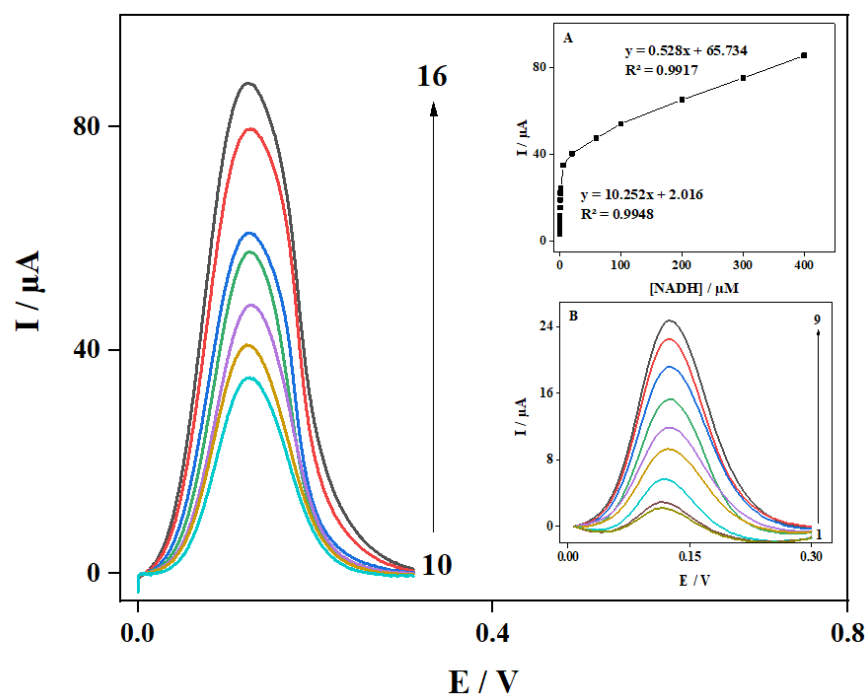 I / µA
80
40
0
0.0
0.4
0.8
E / V
16
10
A
y = 0.528x + 65.734
R² = 0.9917
y = 10.252x + 2.016
R² = 0.9948
I / µA
80
40
0
0
100
200
300
400
[NADH] / µM
B
9
1
I / µA
24
16
8
0
0.00
0.15
0.30
E / V